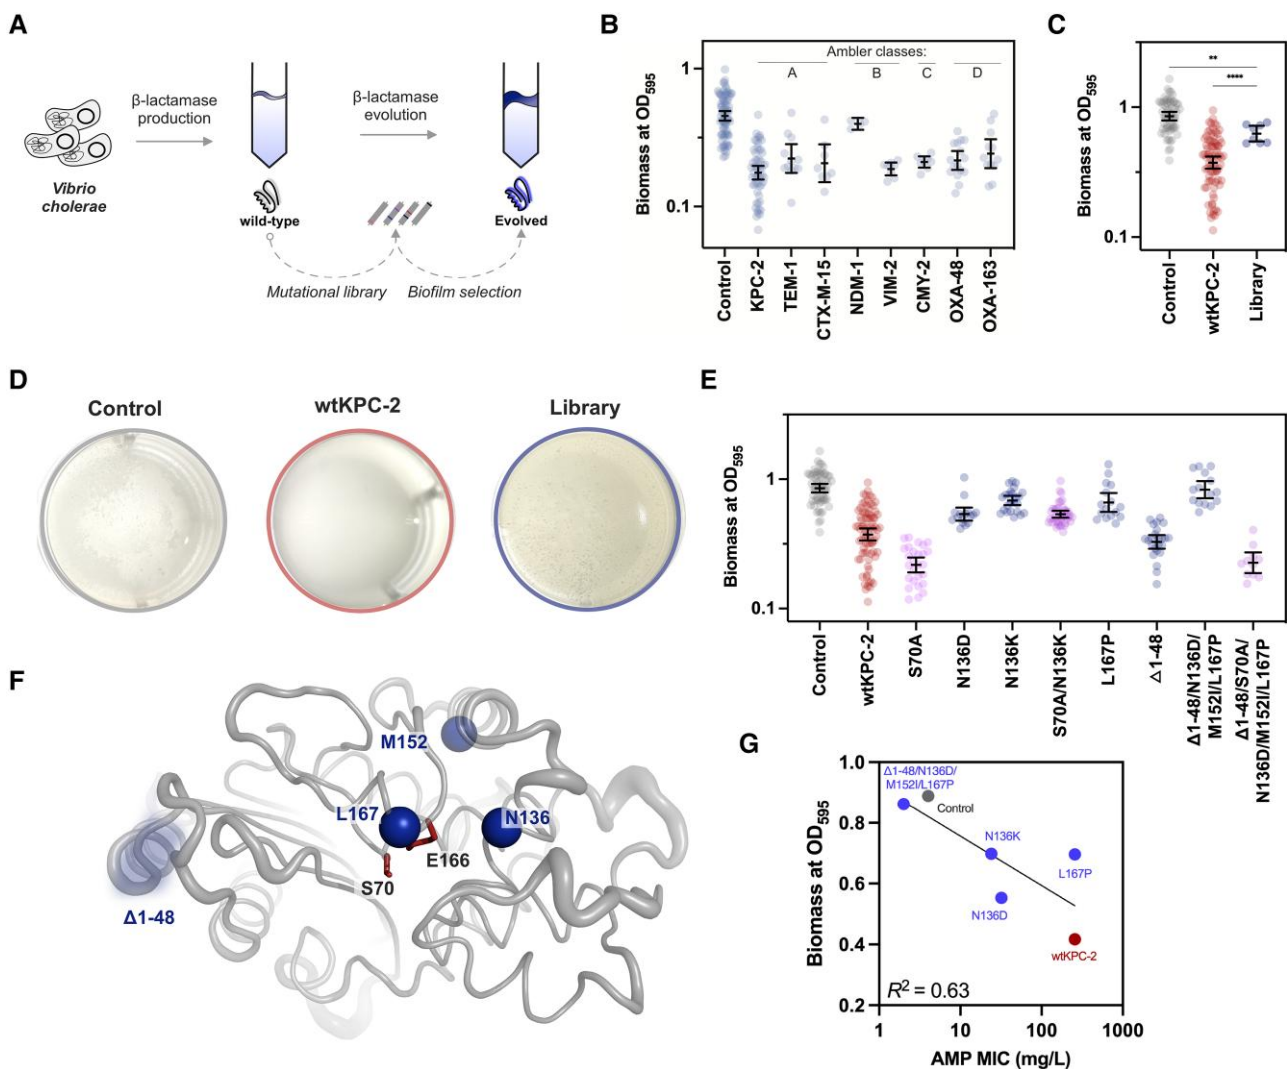 A
β-lactamase
production
β-lactamase
evolution
Vibrio
cholerae
wild-type
Evolved
Mutational library
Biofilm selection
B
Ambler classes:
A
B
C
D
Biomass at OD595
1
0.1
Control
KPC-2
TEM-1
CTX-M-15
NDM-1
VIM-2
CMY-2
OXA-48
OXA-163
C
**
****
Biomass at OD595
1
0.1
Control
wtKPC-2
Library
D
Control
wtKPC-2
Library
E
Biomass at OD595
1
0.1
Control
wtKPC-2
S70A
N136D
N136K
S70A/N136K
L167P
Δ1-48
Δ1-48/N136D/
M152I/L167P
Δ1-48/S70A/
N136D/M152I/L167P
F
M152
L167
N136
E166
S70
Δ1-48
G
Biomass at OD595
1.0
0.8
0.6
0.4
0.2
Δ1-48/N136D/
M152I/L167P
Control
N136K
L167P
N136D
wtKPC-2
R2 = 0.63
1
10
100
1000
AMP MIC (mg/L)